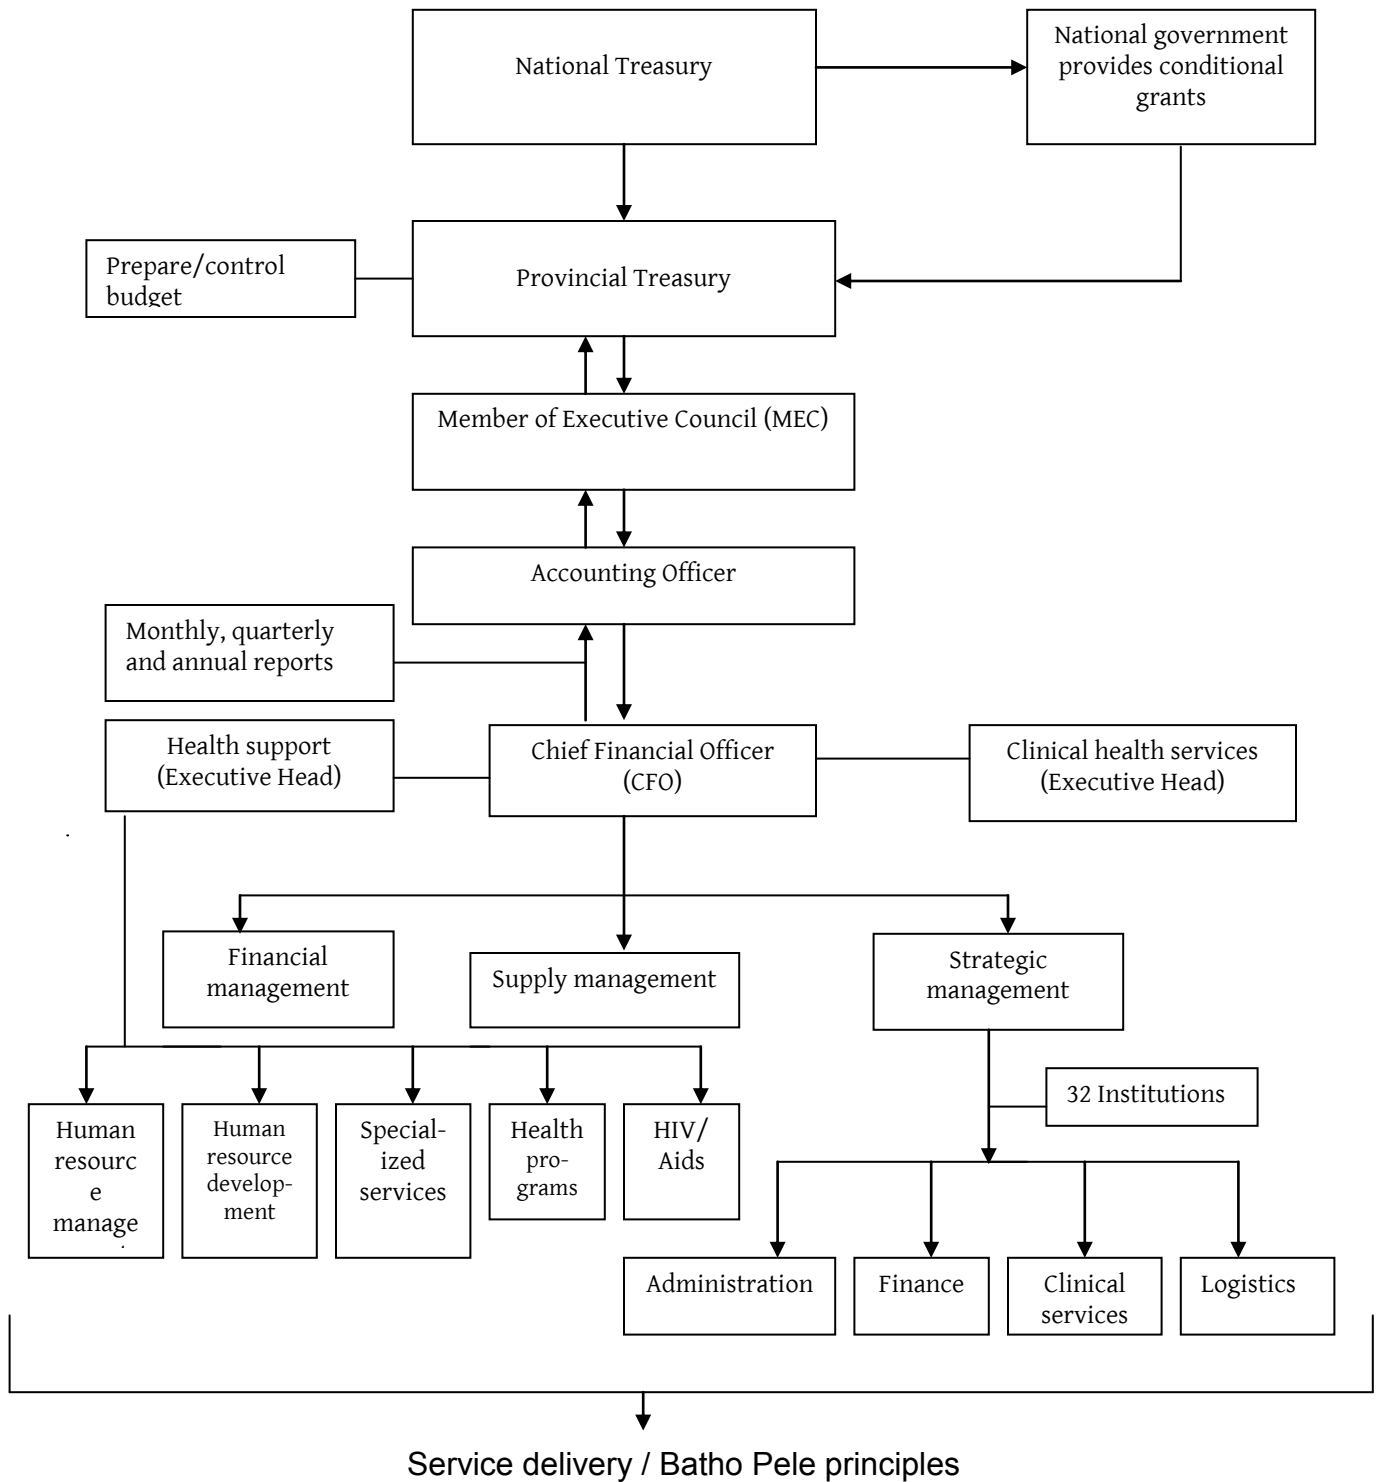 National Treasury
National government
provides conditional
grants
Prepare/control
budget
Provincial Treasury
Member of Executive Council (MEC)
Accounting Officer
Monthly, quarterly
and annual reports
Health support
(Executive Head)
Chief Financial Officer
(CFO)
Clinical health services
(Executive Head)
Financial
management
Supply management
Strategic
management
32 Institutions
Human
resourc
e
manage
Human
resource
develop-
ment
Special-
ized
services
Health
pro-
grams
HIV/
Aids
Administration
Finance
Clinical
services
Logistics
Service delivery / Batho Pele principles